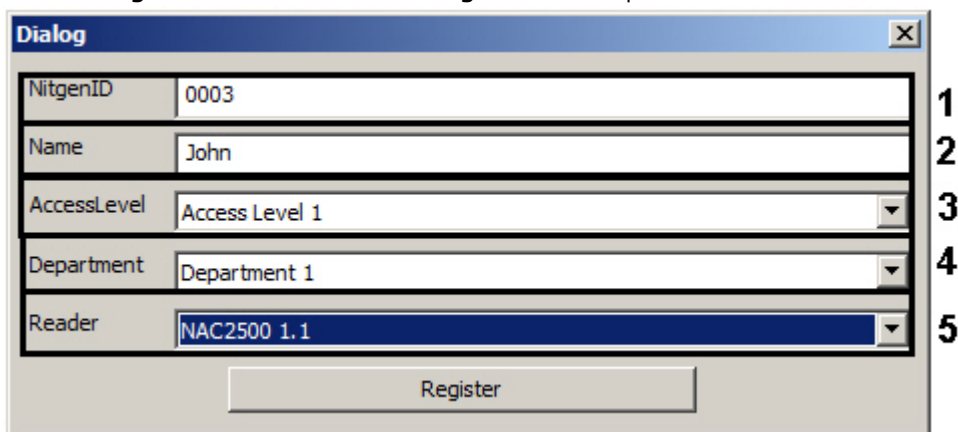 Dialog
NitgenID 0003 1
Name John 2
AccessLevel Access Level 1 3
Department Department 1 4
Reader NAC2500 1.1 5
Register